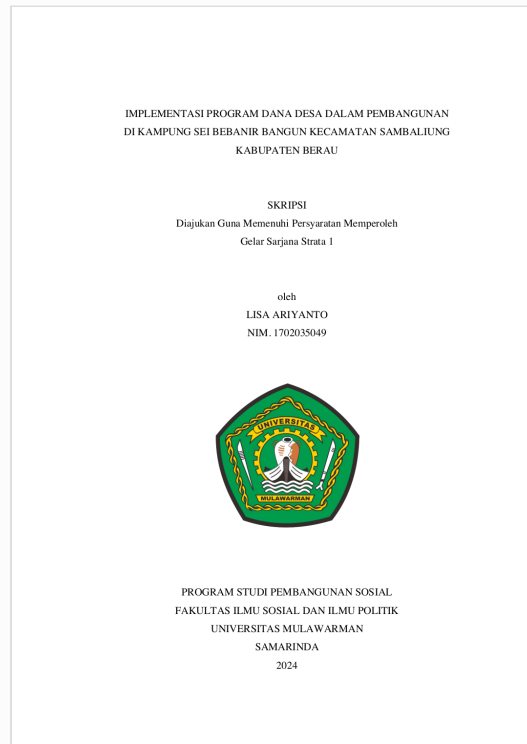 IMPLEMENTASI PROGRAM DANA DESA DALAM PEMBANGUNAN
DI KAMPUNG SEI BEBANIR BANGUN KECAMATAN SAMBALIUNG
KABUPATEN BERAU
SKRIPSI
Diajukan Guna Memenuhi Persyaratan Memperoleh
Gelar Sarjana Strata 1
oleh
LISA ARIYANTO
NIM. 1702035049
UNIVERSITAS
MULAWARMAN
PROGRAM STUDI PEMBANGUNAN SOSIAL
FAKULTAS ILMU SOSIAL DAN ILMU POLITIK
UNIVERSITAS MULAWARMAN
SAMARINDA
2024